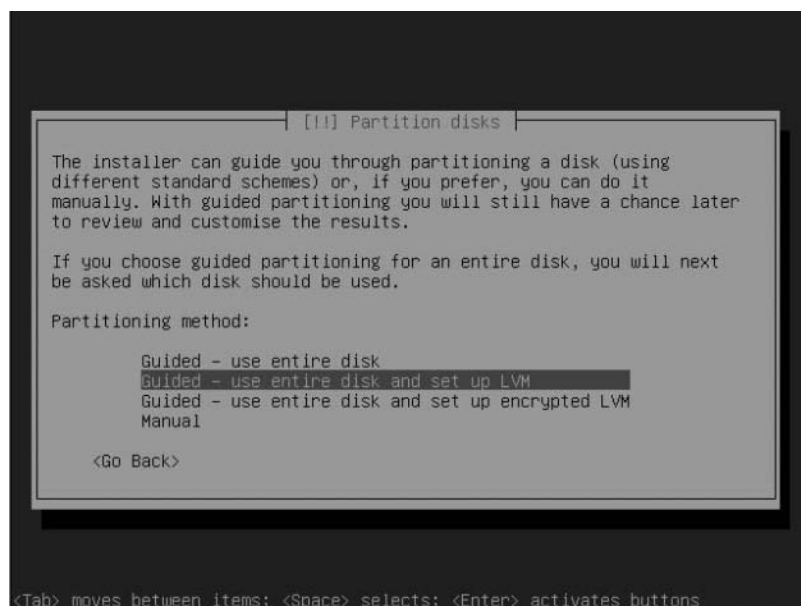 [!!] Partition disks
The installer can guide you through partitioning a disk (using
different standard schemes) or, if you prefer, you can do it
manually. With guided partitioning you will still have a chance later
to review and customise the results.
If you choose guided partitioning for an entire disk, you will next
be asked which disk should be used.
Partitioning method:
Guided - use entire disk
Guided - use entire disk and set up LVM
Guided - use entire disk and set up encrypted LVM
Manual
<Go Back>
<Tab> moves between items; <Space> selects; <Enter> activates buttons